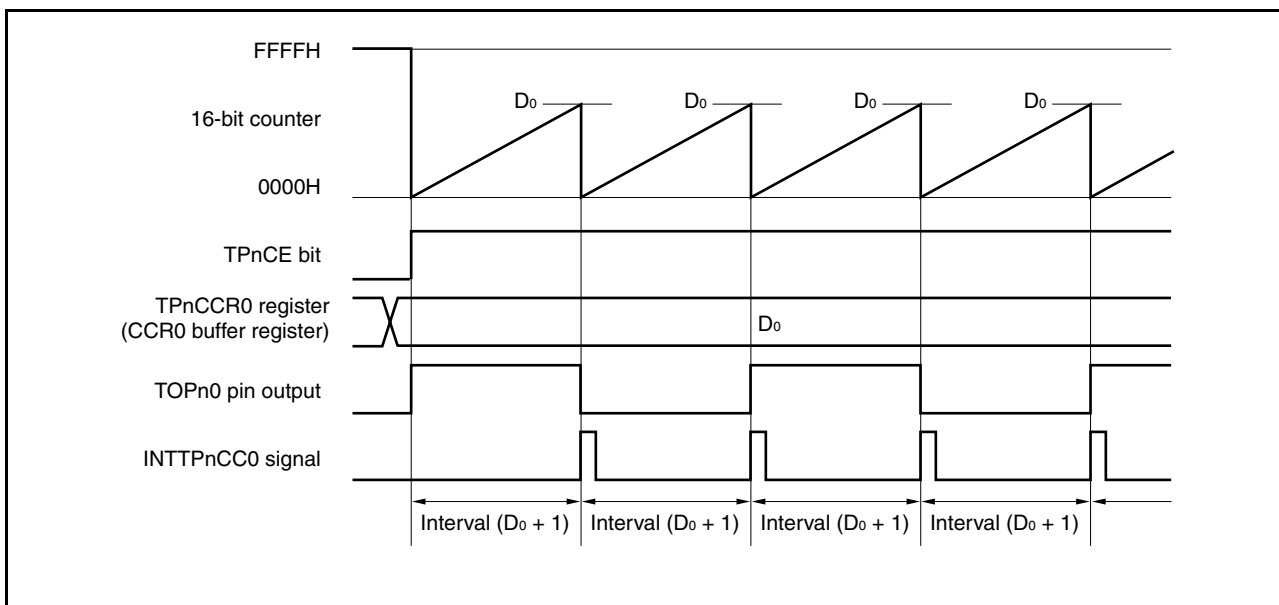 FFFFH
D0 D0 D0 D0
16-bit counter
0000H
TPnCE bit
TPnCCR0 register
(CCR0 buffer register)
D0
TOPn0 pin output
INTTPnCC0 signal
Interval (D0 + 1) Interval (D0 + 1) Interval (D0 + 1) Interval (D0 + 1)